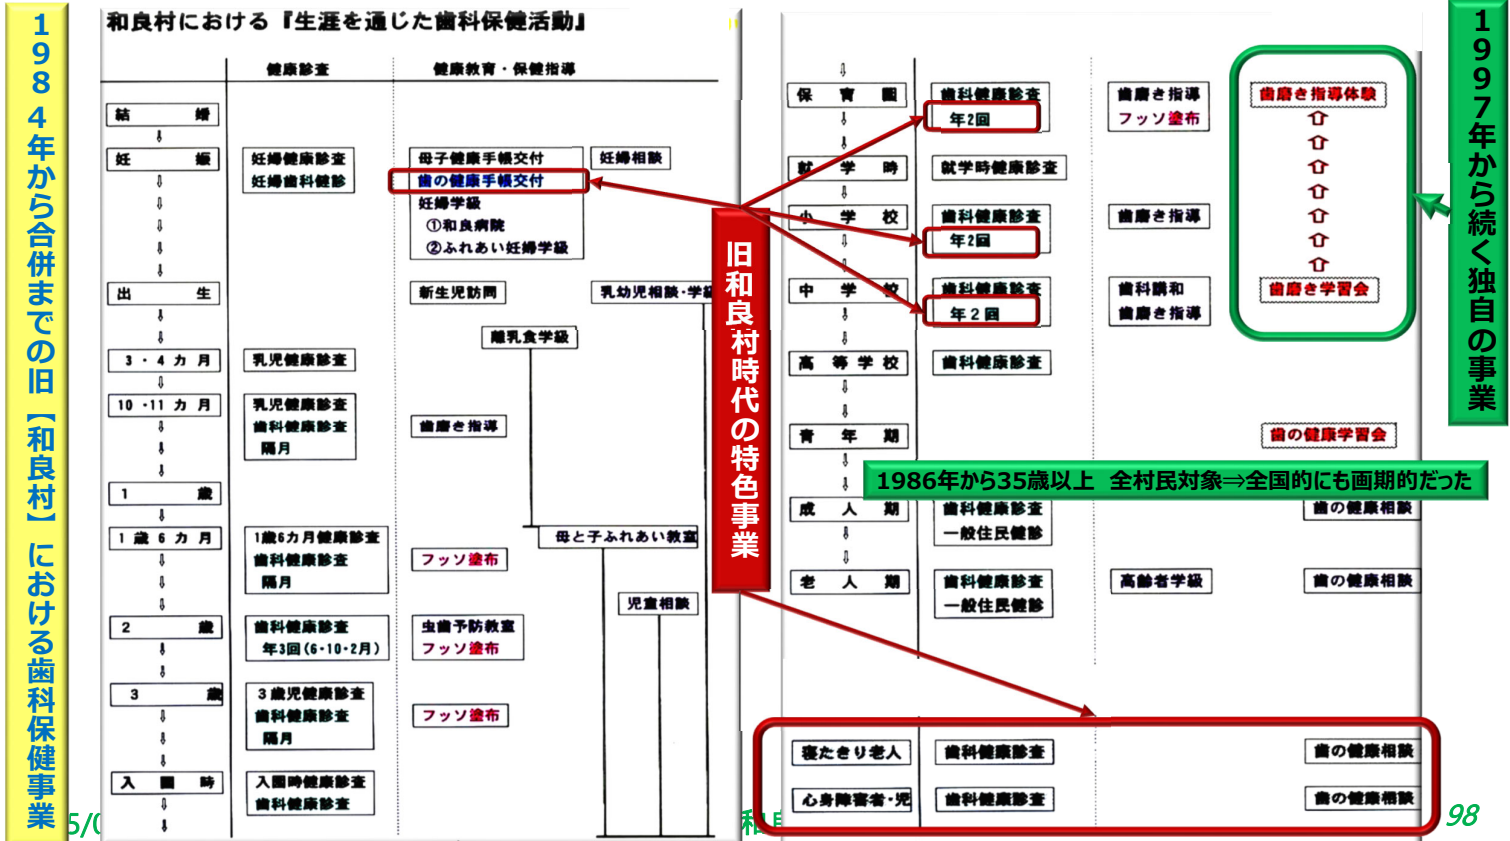 1984年から合併までの旧【和良村】における歯科保健事業
和良村における『生涯を通じた歯科保健活動』
健康診査
健康教育・保健指導
結婚
妊娠
妊婦健康診査
妊婦歯科健診
母子健康手帳交付
歯の健康手帳交付
妊婦学級
①和良病院
②ふれあい妊婦学級
妊婦相談
出生
新生児訪問
乳幼児相談・学級
離乳食学級
3・4カ月
乳児健康診査
10・11カ月
乳児健康診査
歯科健康診査
隔月
歯磨き指導
1歳
1歳6カ月
1歳6カ月健康診査
歯科健康診査
隔月
フッソ塗布
母と子ふれあい教室
児童相談
2歳
歯科健康診査
年3回(6・10・2月)
虫歯予防教室
フッソ塗布
3歳
3歳児健康診査
歯科健康診査
隔月
フッソ塗布
入園時
入園時健康診査
歯科健康診査
旧和良村時代の特色事業
保育園
歯科健康診査
年2回
歯磨き指導
フッソ塗布
歯磨き指導体験
就学時
就学時健康診査
小学校
歯科健康診査
年2回
歯磨き指導
中学校
歯科健康診査
年2回
歯科講和
歯磨き指導
歯磨き学習会
高等学校
歯科健康診査
青年期
歯の健康学習会
1986年から35歳以上 全村民対象⇒全国的にも画期的だった
成人期
歯科健康診査
一般住民健診
歯の健康相談
老人期
歯科健康診査
一般住民健診
高齢者学級
歯の健康相談
寝たきり老人
歯科健康診査
歯の健康相談
心身障害者・児
歯科健康診査
歯の健康相談
1997年から続く独自の事業
5/0
和良
98